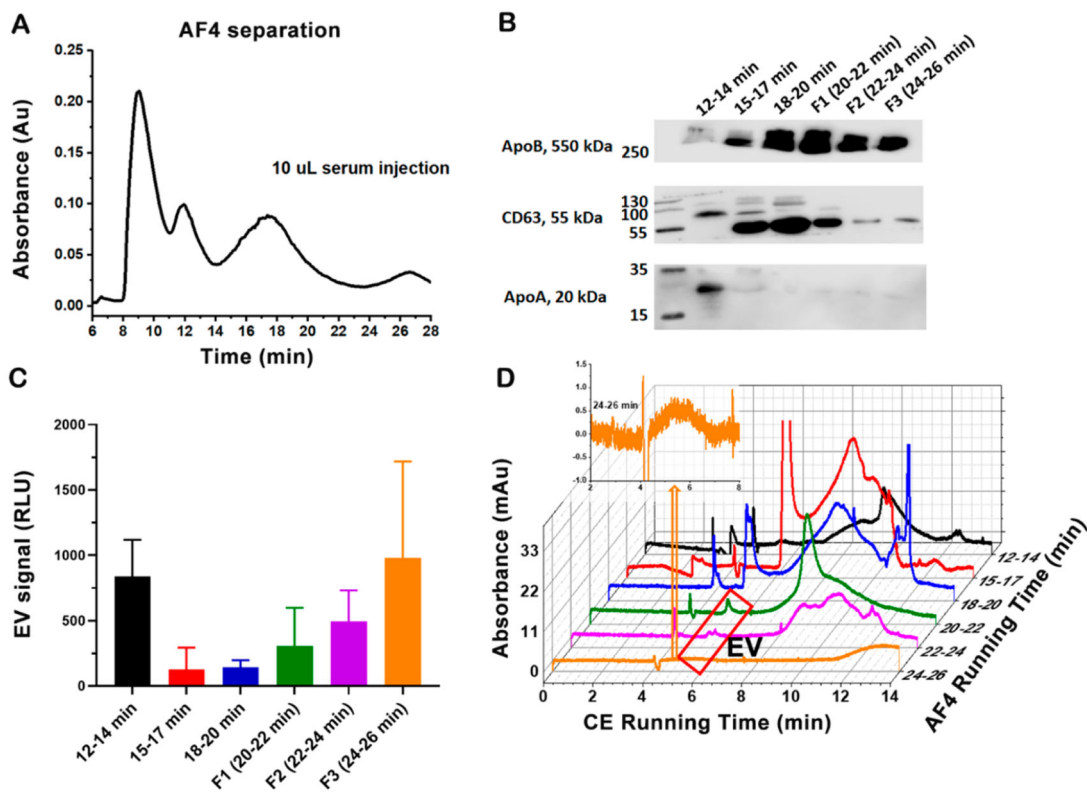 A
AF4 separation
Absorbance (Au)
0.25
0.20
0.15
0.10
0.05
0.00
10 uL serum injection
6 8 10 12 14 16 18 20 22 24 26 28
Time (min)
B
12-14 min
15-17 min
18-20 min
F1 (20-22 min)
F2 (22-24 min)
F3 (24-26 min)
ApoB, 550 kDa
250
CD63, 55 kDa
130
100
55
ApoA, 20 kDa
35
15
C
EV signal (RLU)
2000
1500
1000
500
0
12-14 min
15-17 min
18-20 min
F1 (20-22 min)
F2 (22-24 min)
F3 (24-26 min)
D
1.5
1.0
0.5
0.0
-0.5
-1.0
24-26 min
2 4 6 8
Absorbance (mAu)
33
22
11
0
EV
0 2 4 6 8 10 12 14
CE Running Time (min)
12-14
15-17
18-20
20-22
22-24
24-26
AF4 Running Time (min)